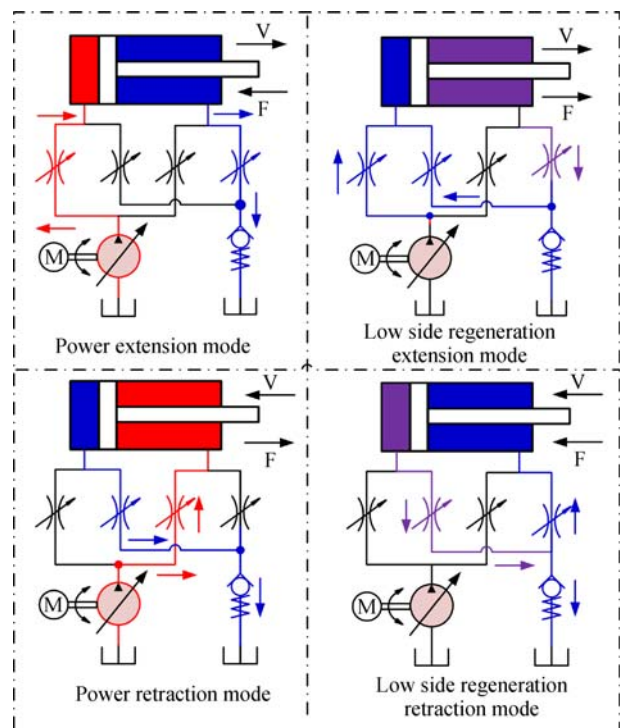 V
F
M
Power extension mode
V
F
M
Low side regeneration
extension mode
V
F
M
Power retraction mode
V
F
M
Low side regeneration
retraction mode